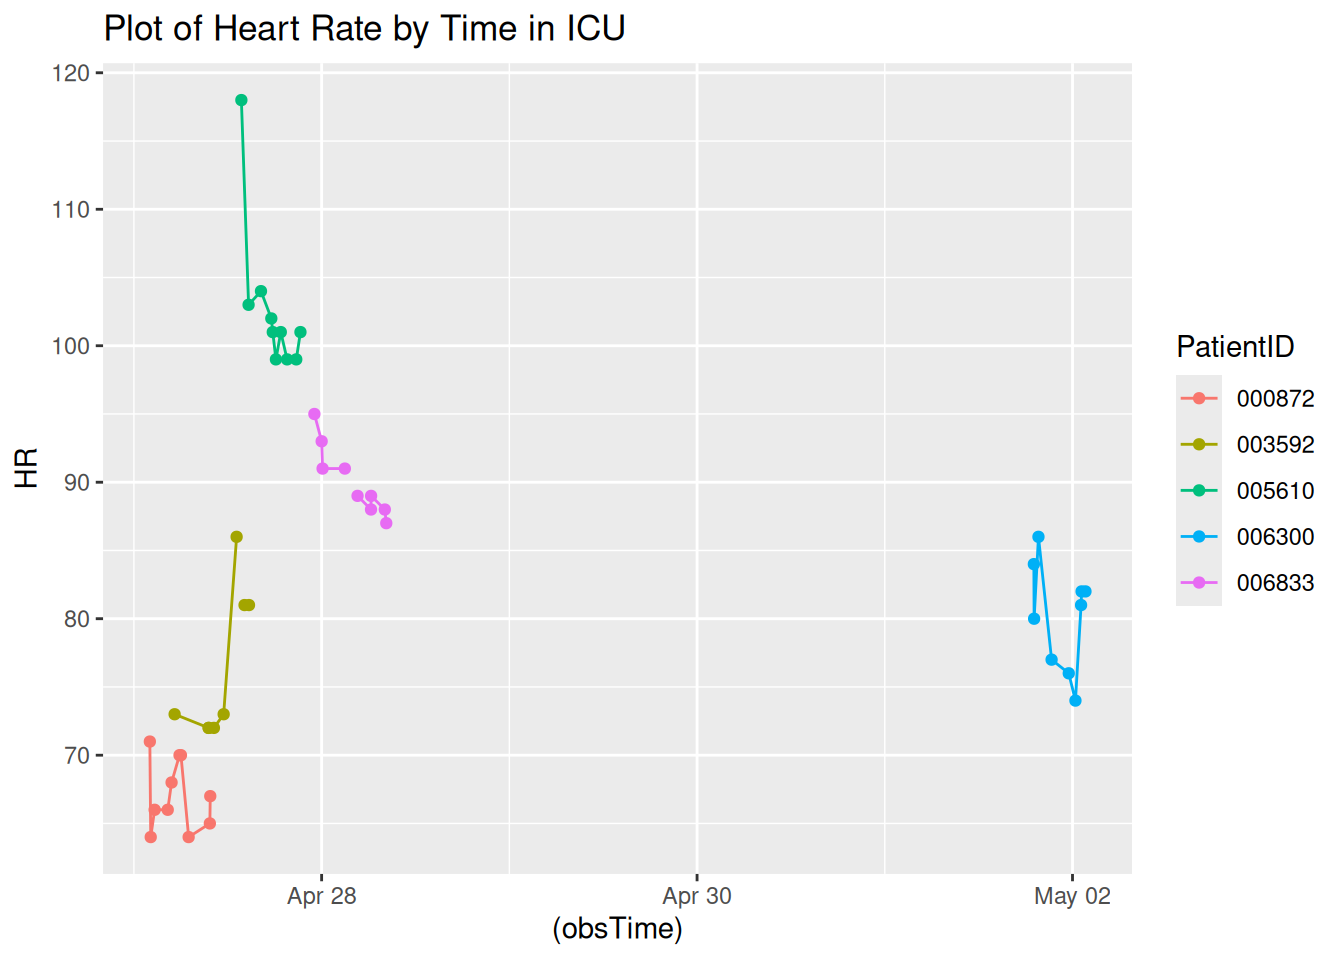 Plot of Heart Rate by Time in ICU
120
110
100
90
80
70
HR
Apr 28
Apr 30
May 02
(obsTime)
PatientID
000872
003592
005610
006300
006833